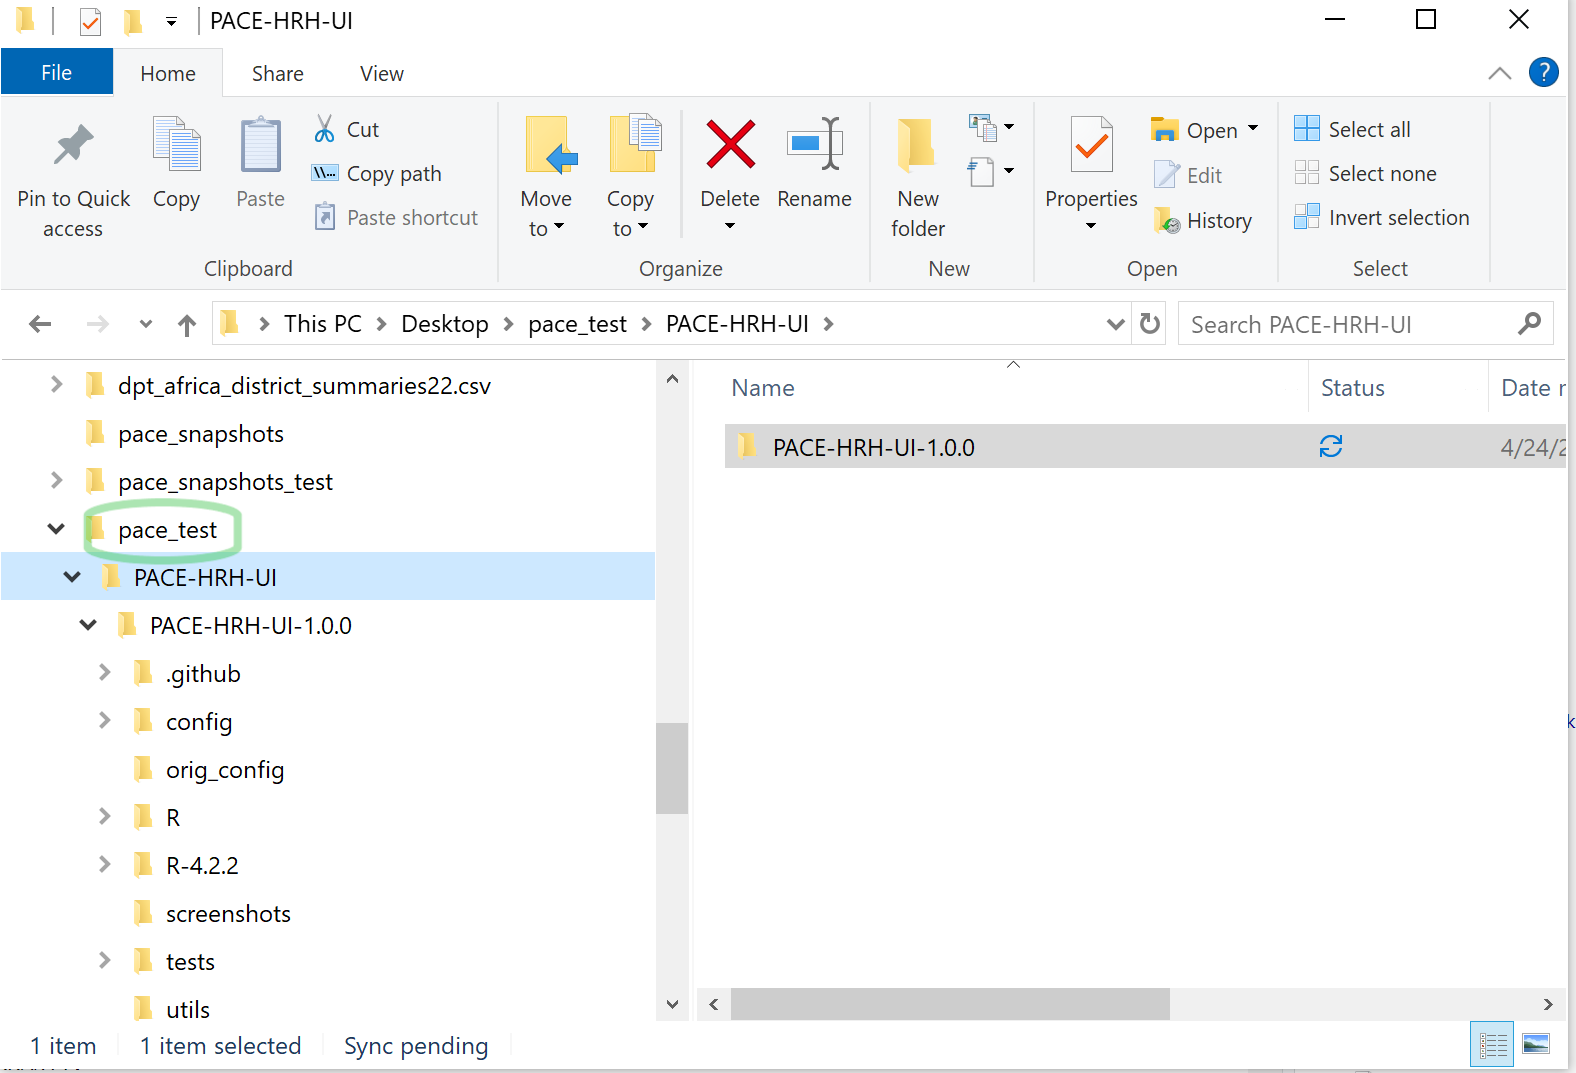 PACE-HRH-UI
File Home Share View ?
Pin to Quick access
Copy
Paste
Cut
Copy path
Paste shortcut
Clipboard
Move to
Copy to
Delete
Rename
Organize
New folder
New
Properties
Open
Edit
History
Open
Select all
Select none
Invert selection
Select
This PC > Desktop > pace_test > PACE-HRH-UI >
Search PACE-HRH-UI
dpt_africa_district_summaries22.csv
pace_snapshots
pace_snapshots_test
pace_test
PACE-HRH-UI
PACE-HRH-UI-1.0.0
.github
config
orig_config
R
R-4.2.2
screenshots
tests
utils
Name Status Date
PACE-HRH-UI-1.0.0 4/24/2
k
1 item 1 item selected Sync pending